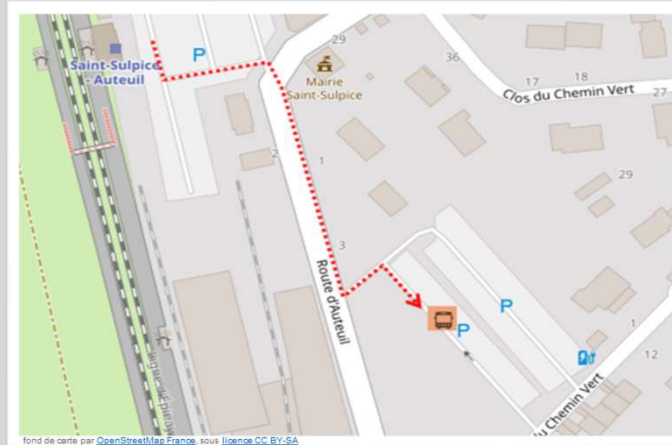 29
36
P
Saint-Sulpice
- Auteuil
Mairie
Saint-Sulpice
17
18
Clos du Chemin Vert
27
2
1
29
3
Route d'Auteuil
P
P
1
12
u Chemin Vert
fond de carte par OpenStreetMap France, sous licence CC BY-SA